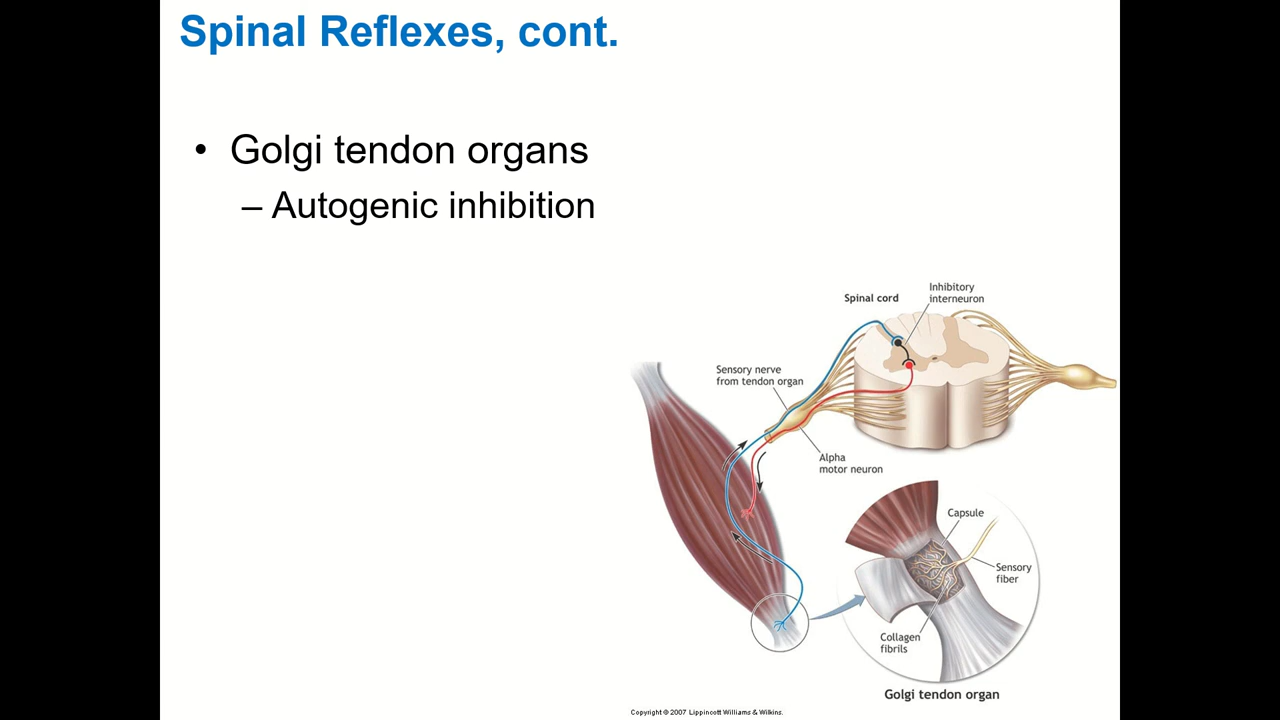 Spinal Reflexes, cont.
• Golgi tendon organs
– Autogenic inhibition
Inhibitory
interneuron
Spinal cord
Sensory nerve
from tendon organ
Alpha
motor neuron
Capsule
Sensory
fiber
Collagen
fibrils
Golgi tendon organ
Copyright © 2007 Lippincott Williams & Wilkins.